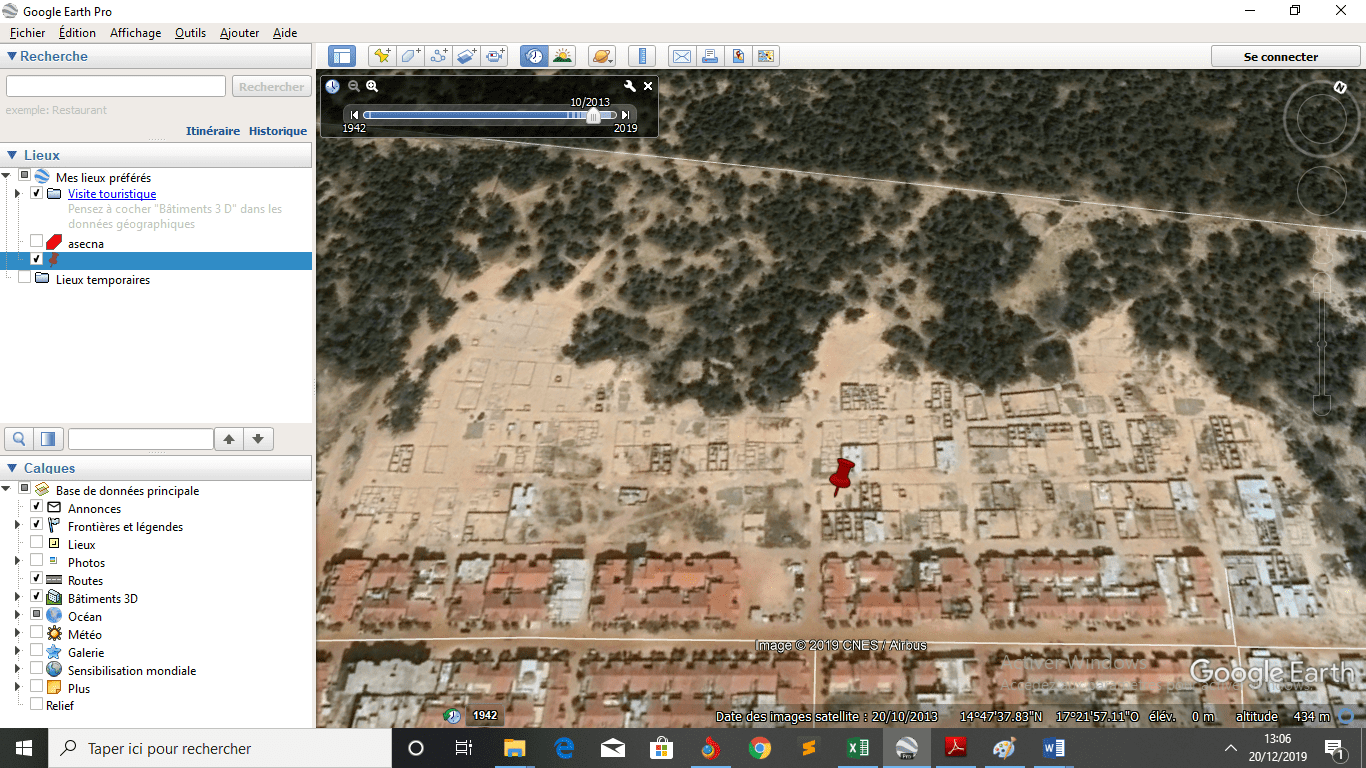 Google Earth Pro
Fichier Édition Affichage Outils Ajouter Aide
Recherche
Se connecter
Rechercher
exemple: Restaurant
Itinéraire Historique
10/2013
1942 2019
N
Lieux
Mes lieux préférés
Visite touristique
Pensez à cocher "Bâtiments 3 D" dans les
données géographiques
asecna
Lieux temporaires
Calques
Base de données principale
Annonces
Frontières et légendes
Lieux
Photos
Routes
Bâtiments 3D
Océan
Météo
Galerie
Sensibilisation mondiale
Plus
Relief
Image © 2019 CNES / Airbus
Activer Windows
Google Earth
1942
Date des images satellite : 20/10/2013 14°47'37.83"N 17°21'57.11"O élév. 0 m altitude 434 m
Taper ici pour rechercher
13:06
20/12/2019
1